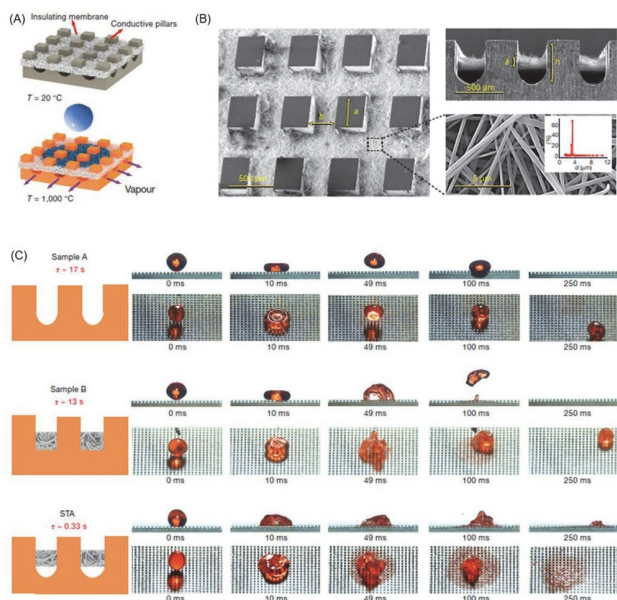 (A)
Insulating membrane
Conductive pillars
T = 20 °C
T = 1,000 °C
Vapour
(B)
b
a
500 μm
δ
h
500 μm
5 μm
(%)
60
40
20
0
0 4 8 12
d (μm)
(C)
Sample A
τ ~ 17 s
0 ms 10 ms 49 ms 100 ms 250 ms
0 ms 10 ms 49 ms 100 ms 250 ms
Sample B
τ ~ 13 s
0 ms 10 ms 49 ms 100 ms 250 ms
0 ms 10 ms 49 ms 100 ms 250 ms
STA
τ ~ 0.33 s
0 ms 10 ms 49 ms 100 ms 250 ms
0 ms 10 ms 49 ms 100 ms 250 ms